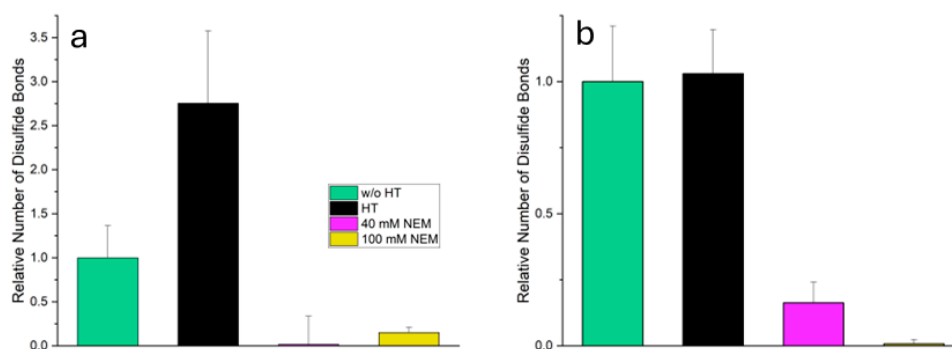 a
Relative Number of Disulfide Bonds
3.5
3.0
2.5
2.0
1.5
1.0
0.5
0.0
w/o HT
HT
40 mM NEM
100 mM NEM
b
Relative Number of Disulfide Bonds
1.0
0.5
0.0